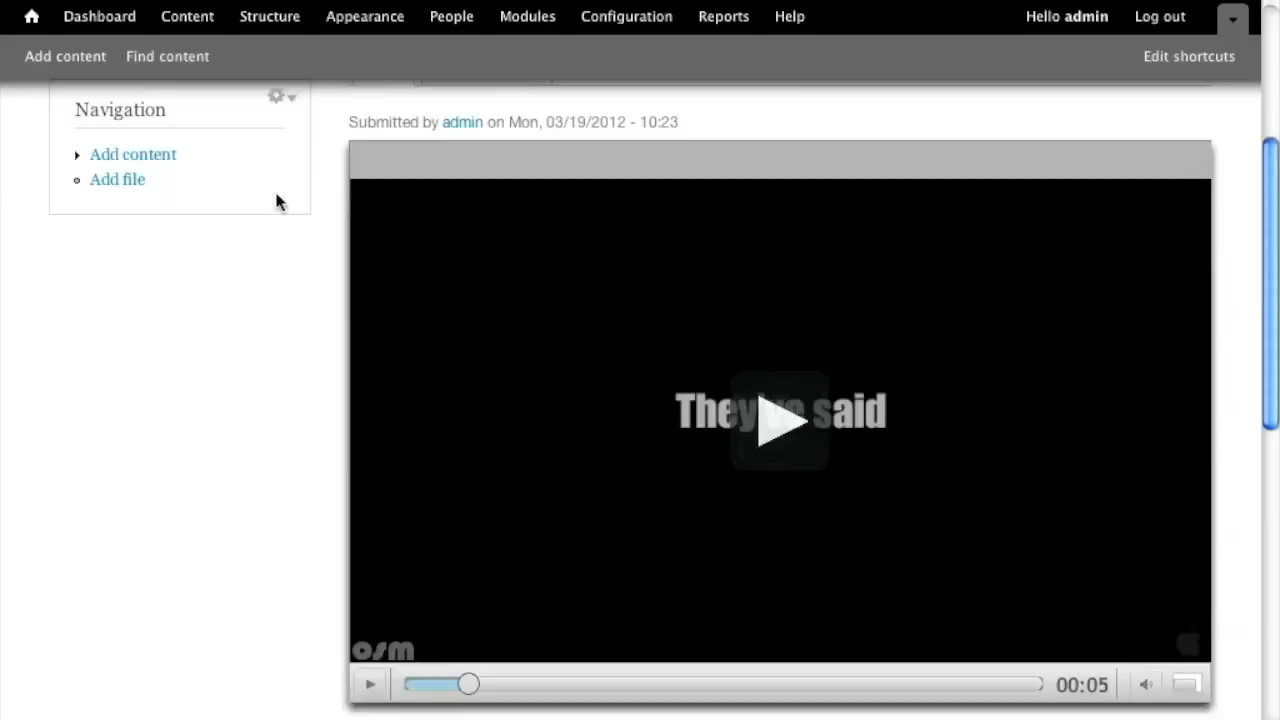 Dashboard Content Structure Appearance People Modules Configuration Reports Help Hello admin Log out
Add content Find content Edit shortcuts
Navigation
Add content
Add file
Submitted by admin on Mon, 03/19/2012 - 10:23
They've said
osm
00:05